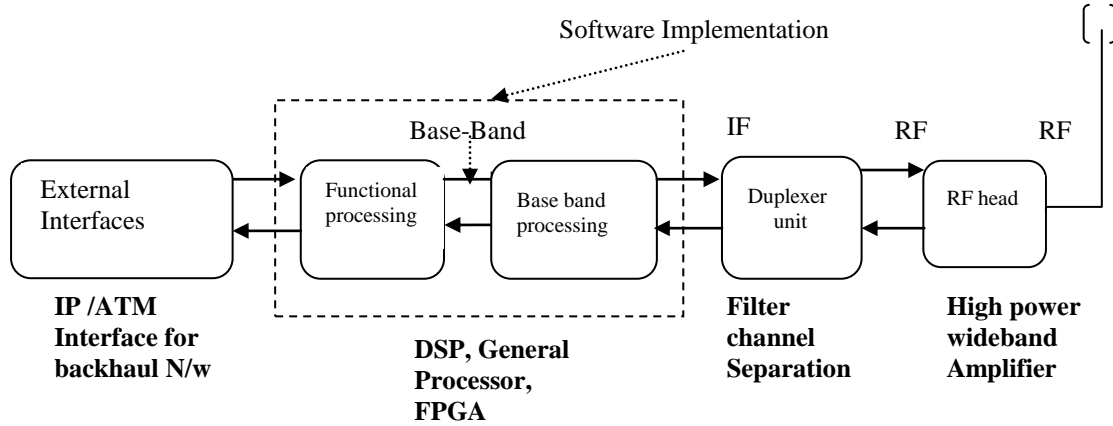 Software Implementation
Base-Band
IF
RF
RF
External
Interfaces
Functional
processing
Base band
processing
Duplexer
unit
RF head
IP /ATM
Interface for
backhaul N/w
DSP, General
Processor,
FPGA
Filter
channel
Separation
High power
wideband
Amplifier